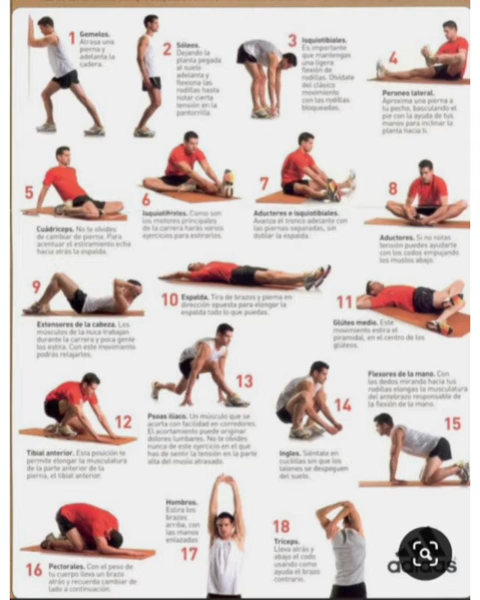 1 Gemelos.
Atrasa una
pierna y
adelanta la
cadera.
2 Sóleos.
Dejando la
planta pegada
al suelo
adelanta y
flexiona las
rodillas hasta
notar cierta
tensión en la
pantorrilla.
3 Isquiotibiales.
Es importante
que mantengas
una ligera
flexión de
rodillas. Olvídate
del clásico
movimiento
con las rodillas
bloqueadas.
4
Peroneo lateral.
Aproxima una pierna a
tu pecho, basculando el
pie con la ayuda de tus
manos para inclinar la
planta hacia ti.
5
Cuádriceps. No te olvides
de cambiar de pierna. Para
acentuar el estiramiento echa
hacia atrás la espalda.
6
Isquiotibiales. Como son
los motores principales
de la carrera harás varios
ejercicios para estirarlos.
7
Aductores e isquiotibiales.
Avanza el tronco adelante con
las piernas separadas, sin
doblar la espalda.
8
Aductores. Si no notas
tensión puedes ayudarte
con los codos empujando
los muslos abajo.
9
Extensores de la cabeza. Los
músculos de la nuca trabajan
durante la carrera y poca gente
los estira. Con este movimiento
podrás relajarlos.
10 Espalda. Tira de brazos y pierna en
dirección opuesta para elongar la
espalda todo lo que puedas.
11
Glúteo medio. Este
movimiento estira el
piramidal, en el centro de los
glúteos.
12
Tibial anterior. Esta posición te
permite elongar la musculatura
de la parte anterior de la
pierna, el tibial anterior.
13
Psoas ilíaco. Un músculo que se
acorta con facilidad en corredores.
El acortamiento puede originar
dolores lumbares. No te olvides
nunca de este ejercicio en el que
has de sentir la tensión en la parte
alta del muslo atrasado.
14
Ingles. Siéntate en
cuclillas sin que los
talones se despeguen
del suelo.
Flexores de la mano. Con
los dedos mirando hacia tus
rodillas elongas la musculatura
del antebrazo responsable de
la flexión de la mano.
15
16 Pectorales. Con el peso de
tu cuerpo lleva un brazo
atrás y recuerda cambiar de
lado a continuación.
Hombros.
Estira los
brazos
arriba, con
las manos
enlazadas
17
18
Tríceps.
Lleva atrás y
abajo el codo
usando como
ayuda el brazo
contrario.
adidas